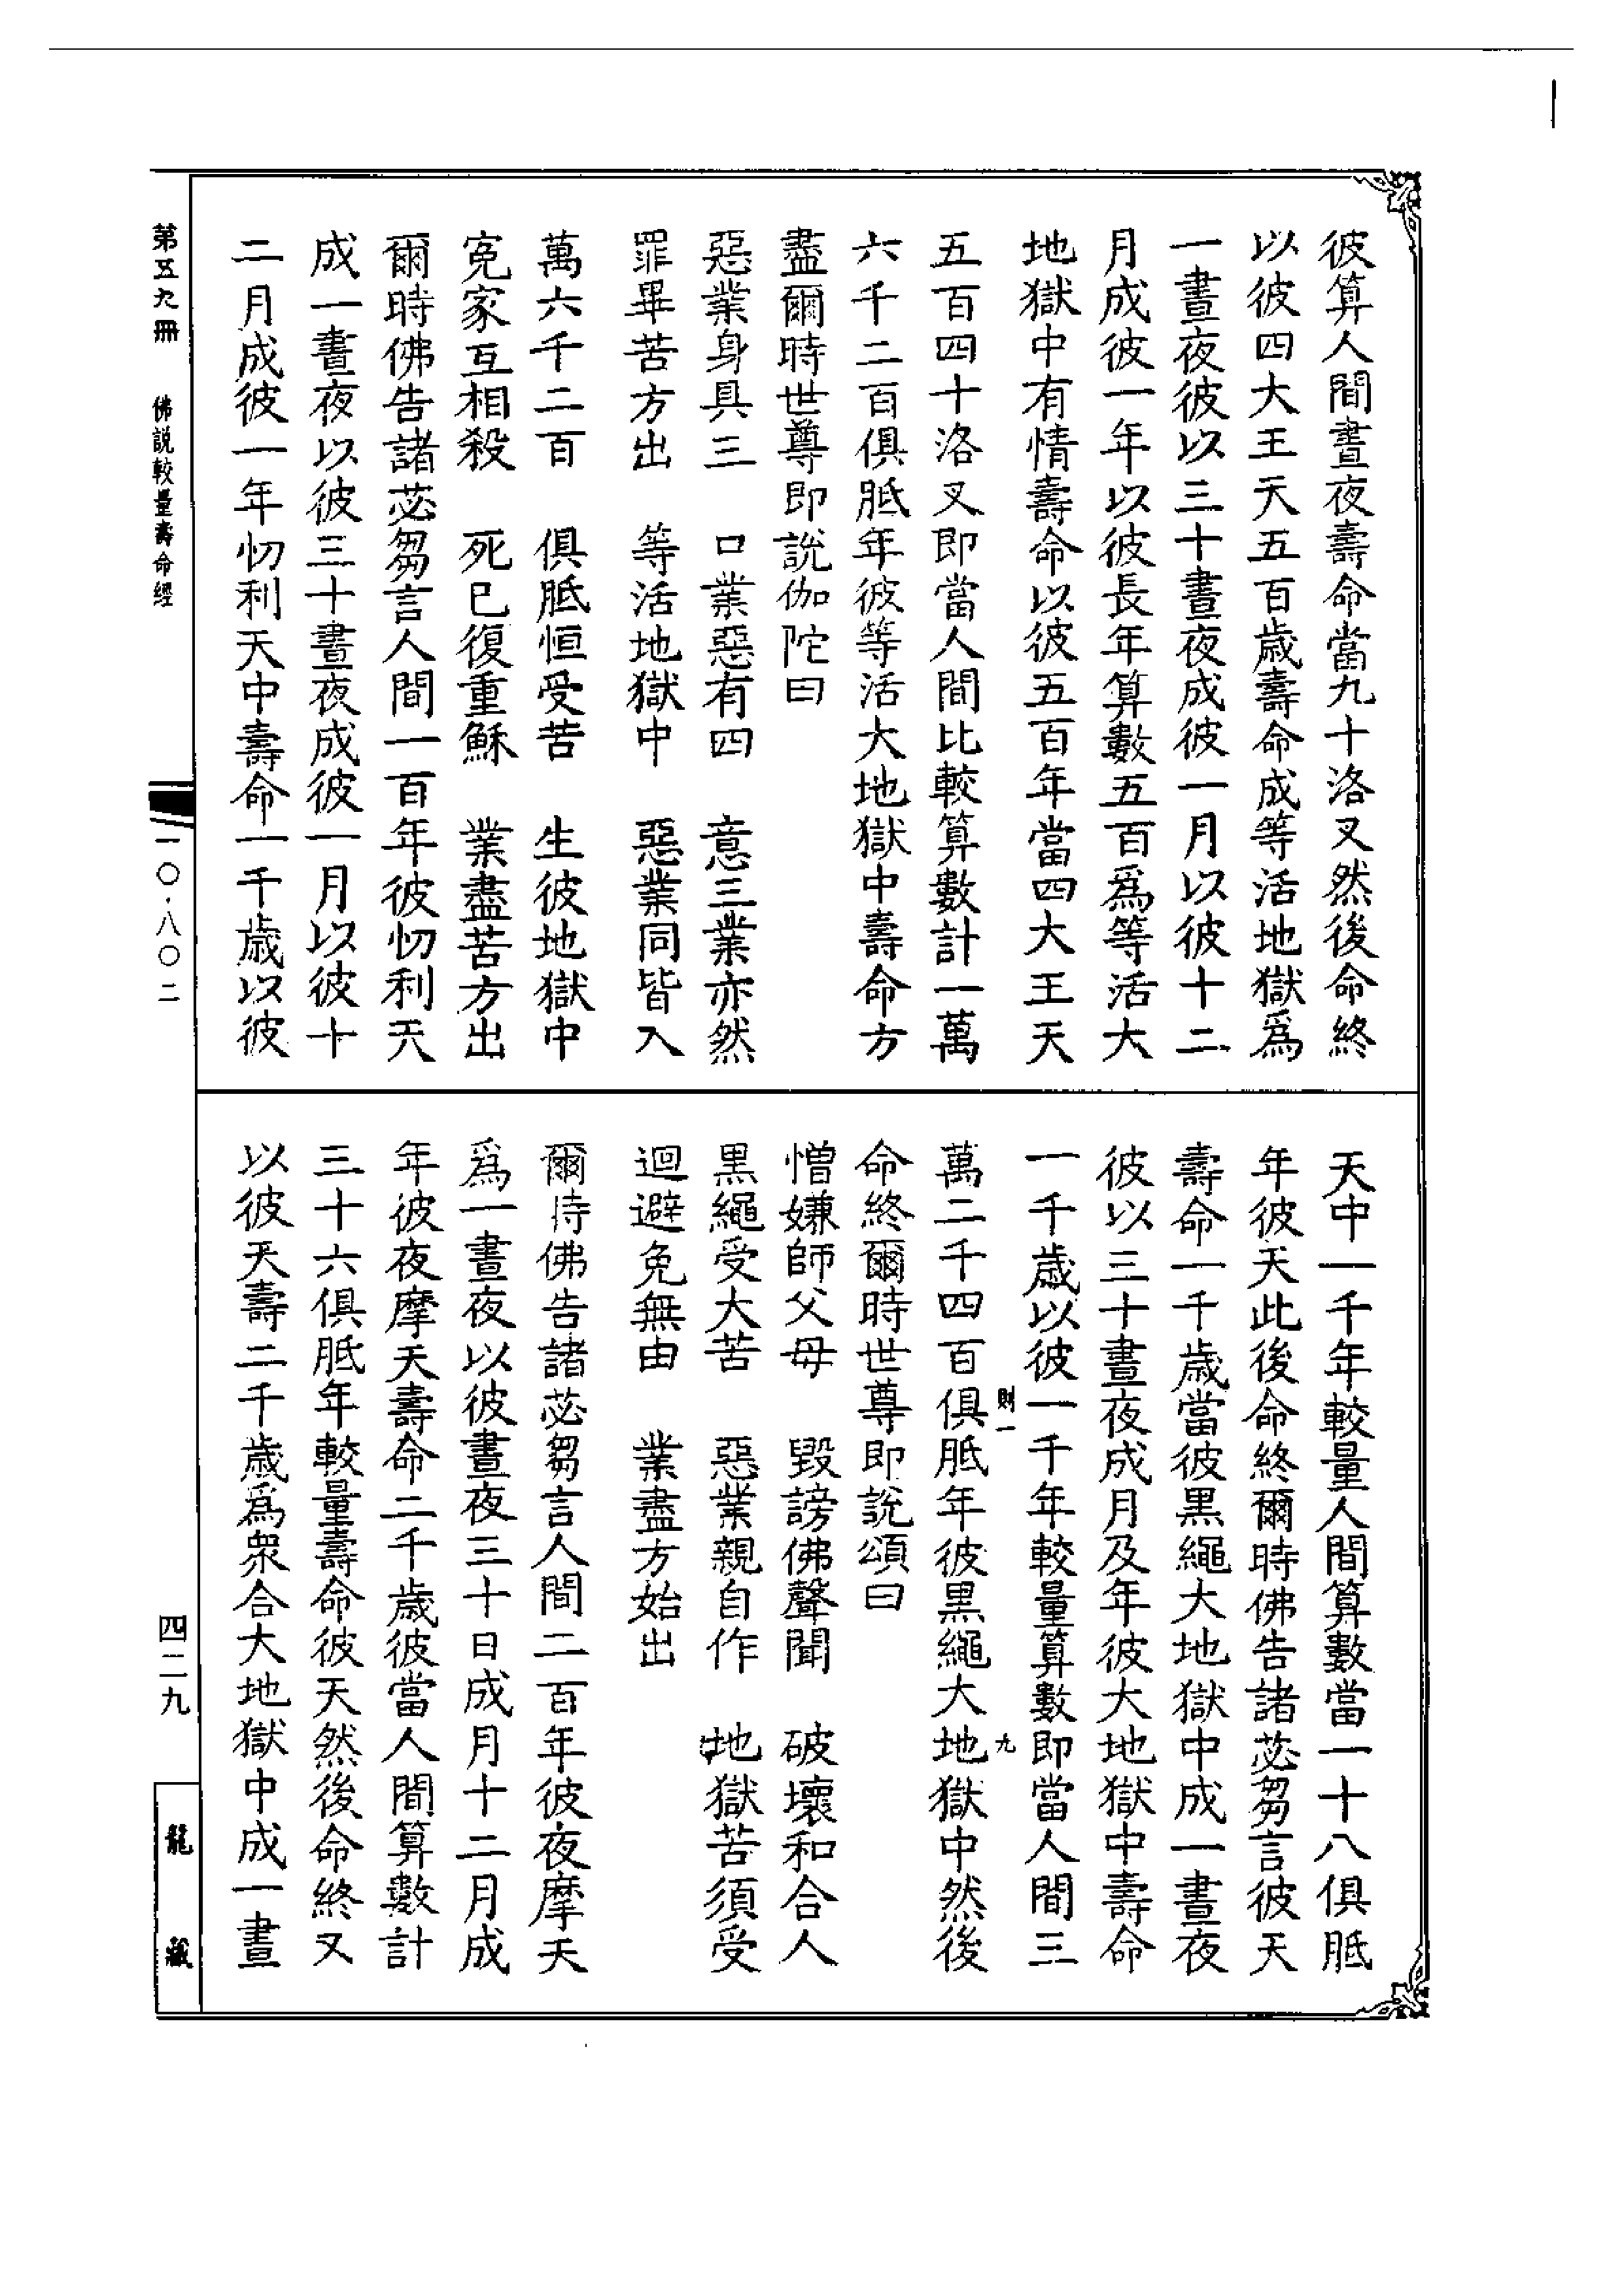 彼算人間晝夜壽命當九十洛叉然後命終
以彼四大王天五百歲壽命成等活地獄爲
一晝夜彼以三十晝夜成彼一月以彼十二
月成彼一年以彼長年算數五百爲等活大
地獄中有情壽命以彼五百年當四大王天
五百四十洛叉即當人間比較算數計一萬
六千二百俱胝年彼等活大地獄中壽命方
盡爾時世尊即說伽陀曰
惡業身具三　口業惡有四　意三業亦然
罪畢苦方出　等活地獄中　惡業同皆入
萬六千二百　俱胝恒受苦　生彼地獄中
寃家互相殺　死已復重穌　業盡苦方出
爾時佛告諸苾芻言人間一百年彼忉利天
成一晝夜以彼三十晝夜成彼一月以彼十
二月成彼一年忉利天中壽命一千歲以彼
天中一千年較量人間算數當一十八俱胝
年彼天此後命終爾時佛告諸苾芻言彼天
壽命一千歲當彼黑繩大地獄中成一晝夜
彼以三十晝夜成月及年彼大地獄中壽命
一千歲以彼一千年較量算數即當人間三
則一　九
萬二千四百俱胝年彼黑繩大地獄中然後
命終爾時世尊即說頌曰
憎嫌師父母　毀謗佛聲聞　破壞和合人
黑繩受大苦　惡業親自作　地獄苦須受
迴避免無由　業盡方始出
爾時佛告諸苾芻言人間二百年彼夜摩天
爲一晝夜以彼晝夜三十日成月十二月成
年彼夜摩天壽命二千歲彼當人間算數計
三十六俱胝年較量壽命彼天然後命終又
以彼天壽二千歲爲衆合大地獄中成一晝
第五九冊　佛說較量壽命經
一〇·八〇二
四二九
龍藏